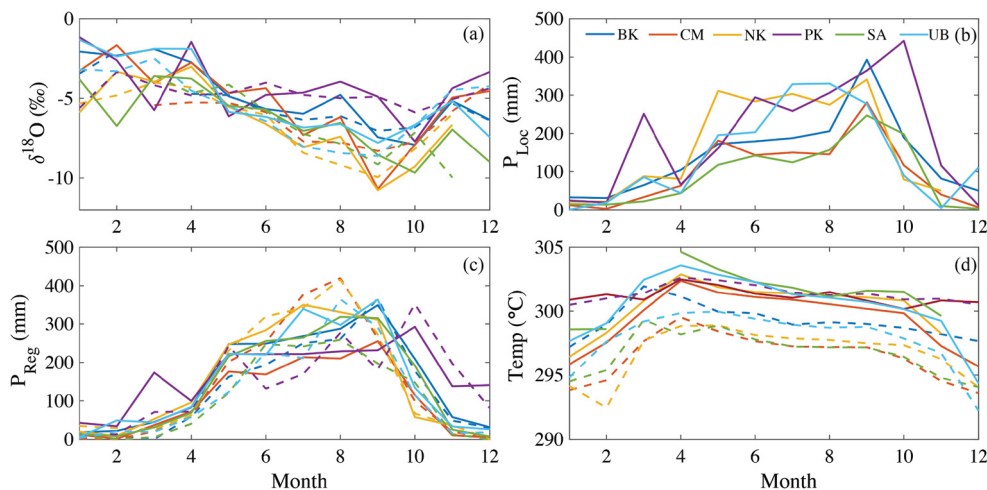 0
-5
-10
δ¹⁸O (‰)
(a)
2 4 6 8 10 12
500
400
300
200
100
0
P_Loc (mm)
BK CM NK PK SA UB
(b)
2 4 6 8 10 12
500
400
300
200
100
0
P_Reg (mm)
(c)
2 4 6 8 10 12
Month
305
300
295
290
Temp (°C)
(d)
2 4 6 8 10 12
Month